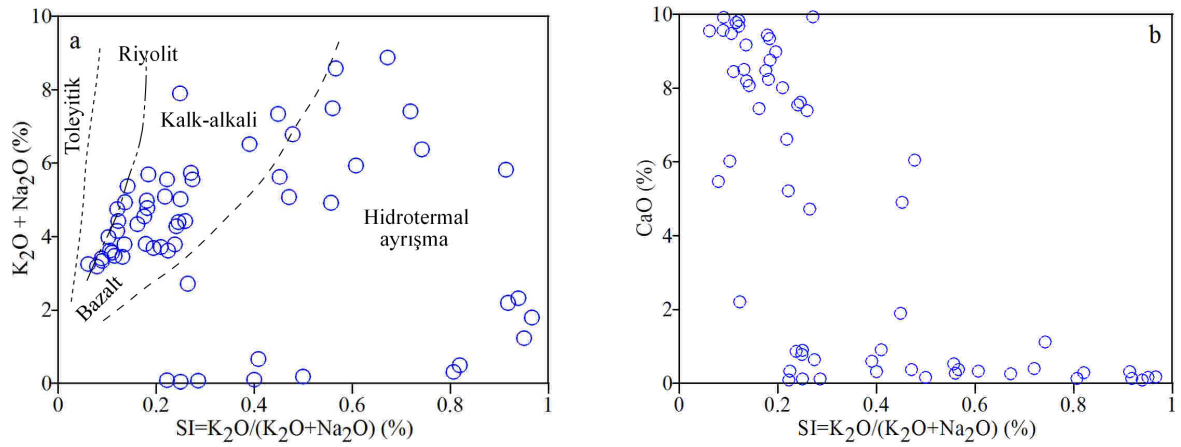 a
Toleyitik
Riyolit
Kalk-alkali
Bazalt
Hidrotermal
ayrışma
K₂O + Na₂O (%)
10
8
6
4
2
0
0 0.2 0.4 0.6 0.8 1
SI=K₂O/(K₂O+Na₂O) (%)
b
CaO (%)
10
8
6
4
2
0
0 0.2 0.4 0.6 0.8 1
SI=K₂O/(K₂O+Na₂O) (%)